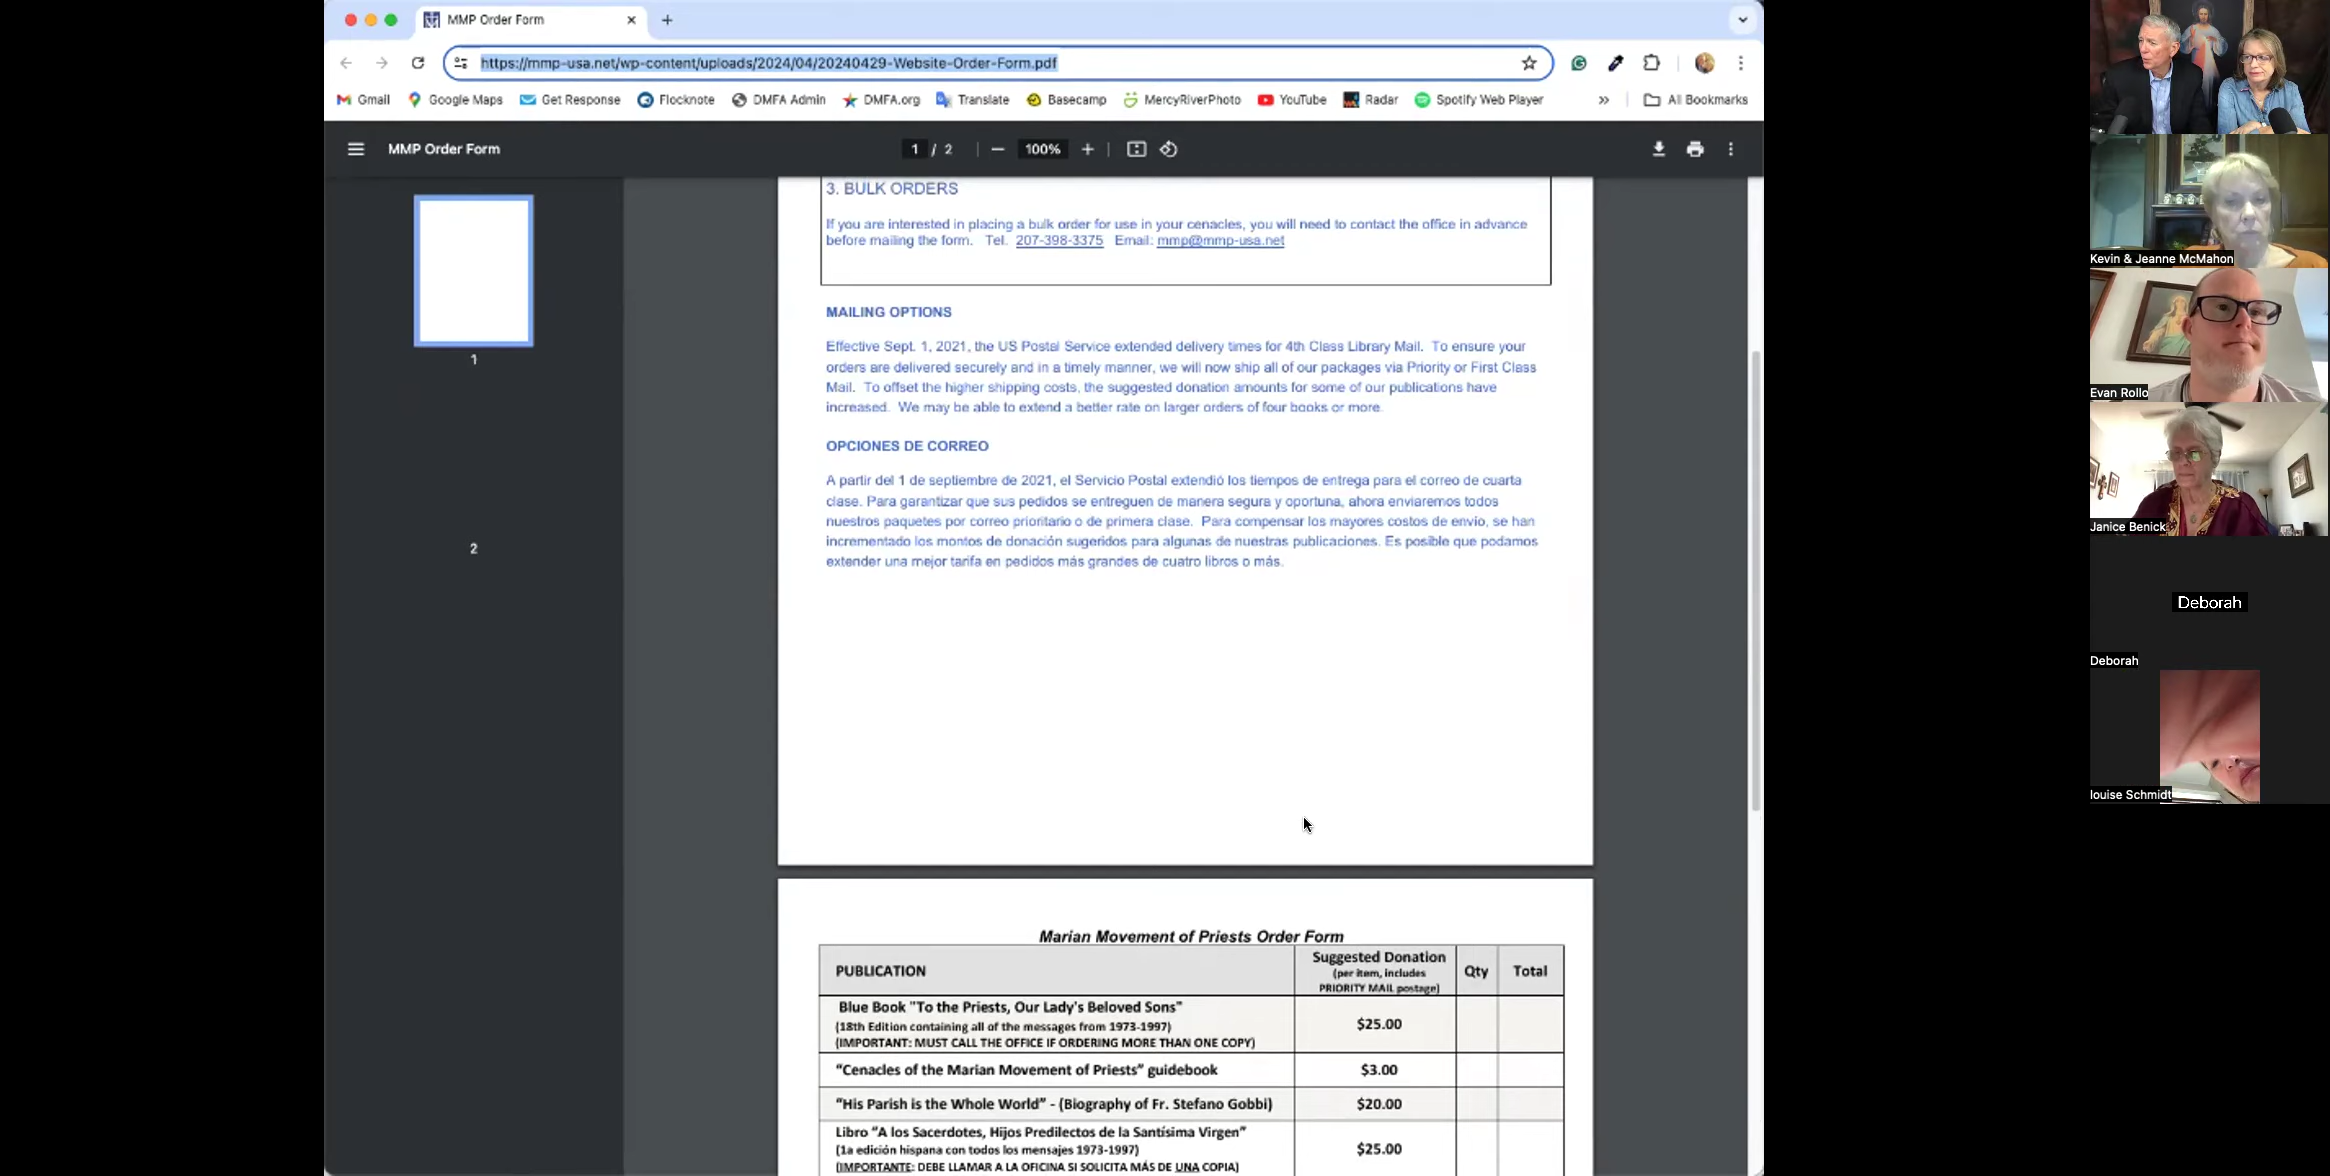 MMP Order Form
https://mmp-usa.net/wp-content/uploads/2024/04/20240429-Website-Order-Form.pdf
Gmail
Google Maps
Get Response
Flocknote
DMFA Admin
DMFA.org
Translate
Basecamp
MercyRiverPhoto
YouTube
Radar
Spotify Web Player
»
All Bookmarks
MMP Order Form
1 / 2
100%
1
2
3. BULK ORDERS
If you are interested in placing a bulk order for use in your cenacles, you will need to contact the office in advance
before mailing the form. Tel. 207-398-3375 Email: mmp@mmp-usa.net
MAILING OPTIONS
Effective Sept. 1, 2021, the US Postal Service extended delivery times for 4th Class Library Mail. To ensure your
orders are delivered securely and in a timely manner, we will now ship all of our packages via Priority or First Class
Mail. To offset the higher shipping costs, the suggested donation amounts for some of our publications have
increased. We may be able to extend a better rate on larger orders of four books or more.
OPCIONES DE CORREO
A partir del 1 de septiembre de 2021, el Servicio Postal extendió los tiempos de entrega para el correo de cuarta
clase. Para garantizar que sus pedidos se entreguen de manera segura y oportuna, ahora enviaremos todos
nuestros paquetes por correo prioritario o de primera clase. Para compensar los mayores costos de envío, se han
incrementado los montos de donación sugeridos para algunas de nuestras publicaciones. Es posible que podamos
extender una mejor tarifa en pedidos más grandes de cuatro libros o más.
Marian Movement of Priests Order Form
PUBLICATION
Suggested Donation
(per item, includes
PRIORITY MAIL postage)
Qty
Total
Blue Book "To the Priests, Our Lady's Beloved Sons"
(18th Edition containing all of the messages from 1973-1997)
(IMPORTANT: MUST CALL THE OFFICE IF ORDERING MORE THAN ONE COPY)
$25.00
“Cenacles of the Marian Movement of Priests” guidebook
$3.00
“His Parish is the Whole World” - (Biography of Fr. Stefano Gobbi)
$20.00
Libro “A los Sacerdotes, Hijos Predilectos de la Santísima Virgen”
(1a edición hispana con todos los mensajes 1973-1997)
(IMPORTANTE: DEBE LLAMAR A LA OFICINA SI SOLICITA MÁS DE UNA COPIA)
$25.00
Kevin & Jeanne McMahon
Evan Rollo
Janice Benick
Deborah
Deborah
louise Schmidt